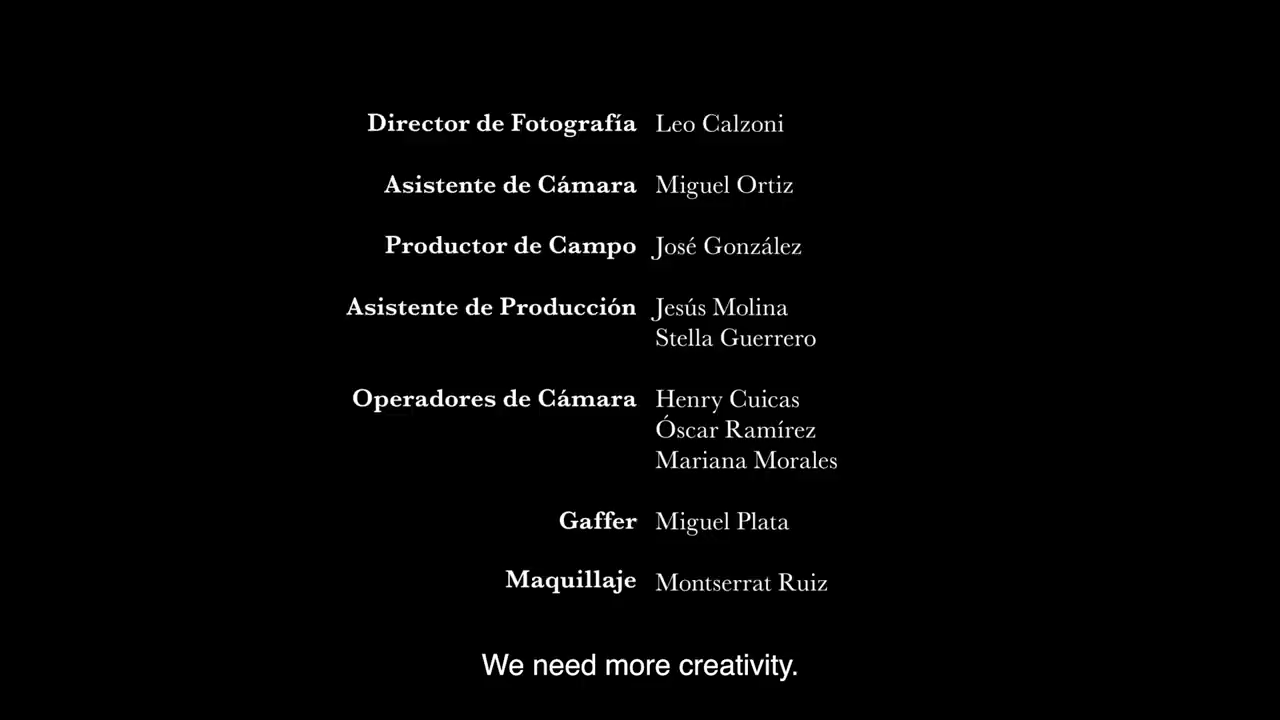 Director de Fotografía Leo Calzoni
Asistente de Cámara Miguel Ortiz
Productor de Campo José González
Asistente de Producción Jesús Molina
Stella Guerrero
Operadores de Cámara Henry Cuicas
Óscar Ramírez
Mariana Morales
Gaffer Miguel Plata
Maquillaje Montserrat Ruiz
We need more creativity.